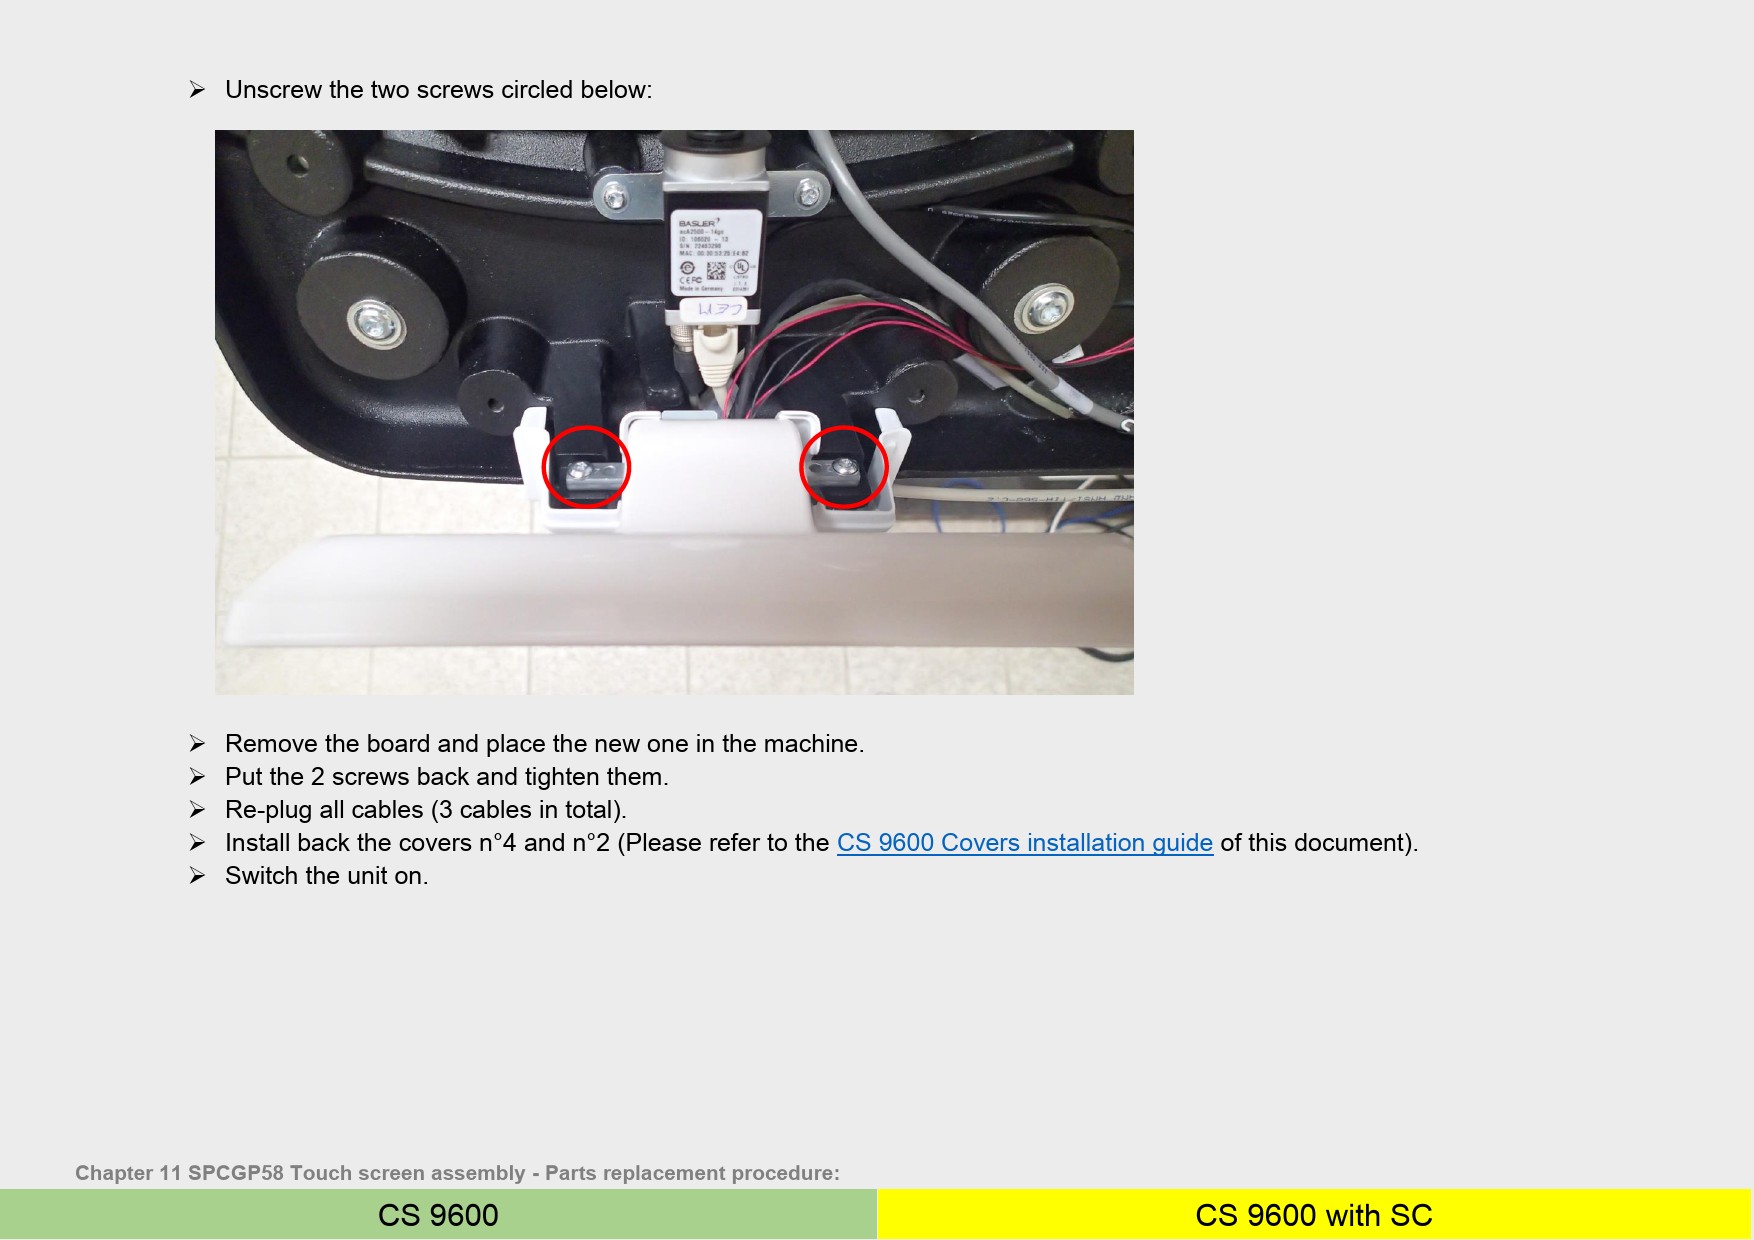 Unscrew the two screws circled below:
BASLER
Made in Germany
Remove the board and place the new one in the machine.
Put the 2 screws back and tighten them.
Re-plug all cables (3 cables in total).
Install back the covers n°4 and n°2 (Please refer to the CS 9600 Covers installation guide of this document).
Switch the unit on.
Chapter 11 SPCGP58 Touch screen assembly - Parts replacement procedure:
CS 9600
CS 9600 with SC